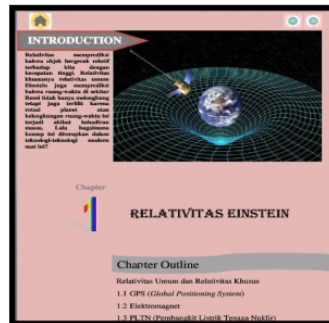 INTRODUCTION
Relativitas memprediksi
bahwa objek bergerak relatif
terhadap kita dengan
kecepatan tinggi. Relativitas
khususnya relativitas umum
Einstein juga memprediksi
bahwa ruang-waktu di sekitar
Bumi tidak hanya melengkung
tetapi juga terlilit karena
rotasi planet atau
kelengkungan ruang-waktu ini
terjadi akibat kehadiran
massa. Lalu bagaimana
konsep ini diterapkan dalam
teknologi-teknologi modern
saat ini?
Chapter
1
RELATIVITAS EINSTEIN
Chapter Outline
Relativitas Umum dan Relativitas Khusus
1.1 GPS (Global Positioning System)
1.2 Elektromagnet
1.3 PLTN (Pembangkit Listrik Tenaga Nuklir)